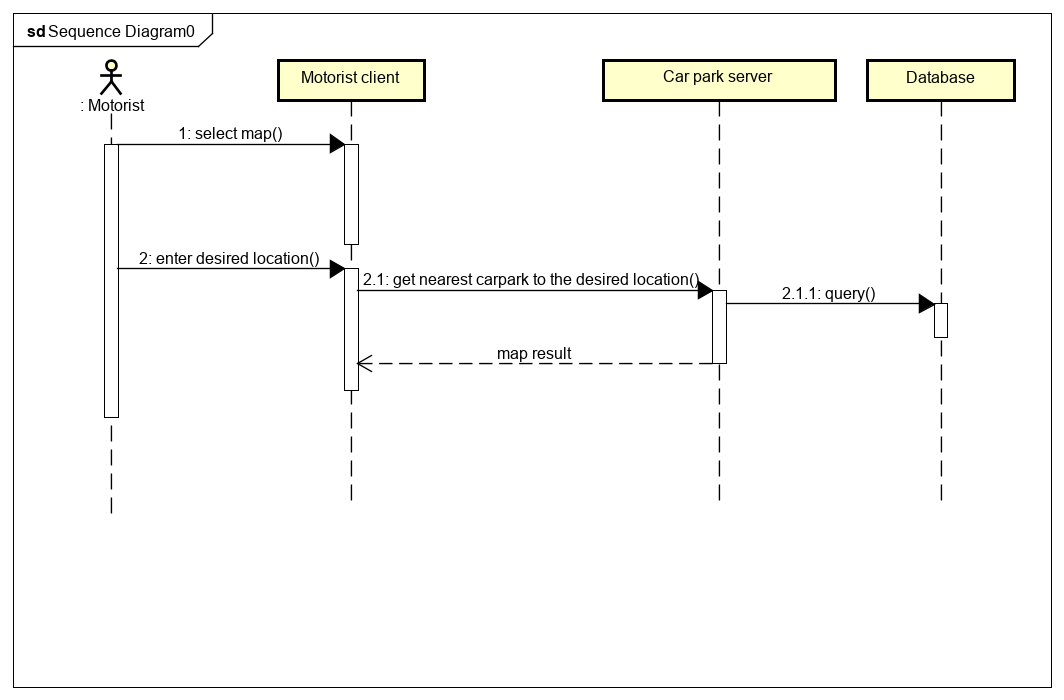 sd Sequence Diagram0
: Motorist
Motorist client
Car park server
Database
1: select map()
2: enter desired location()
2.1: get nearest carpark to the desired location()
2.1.1: query()
map result